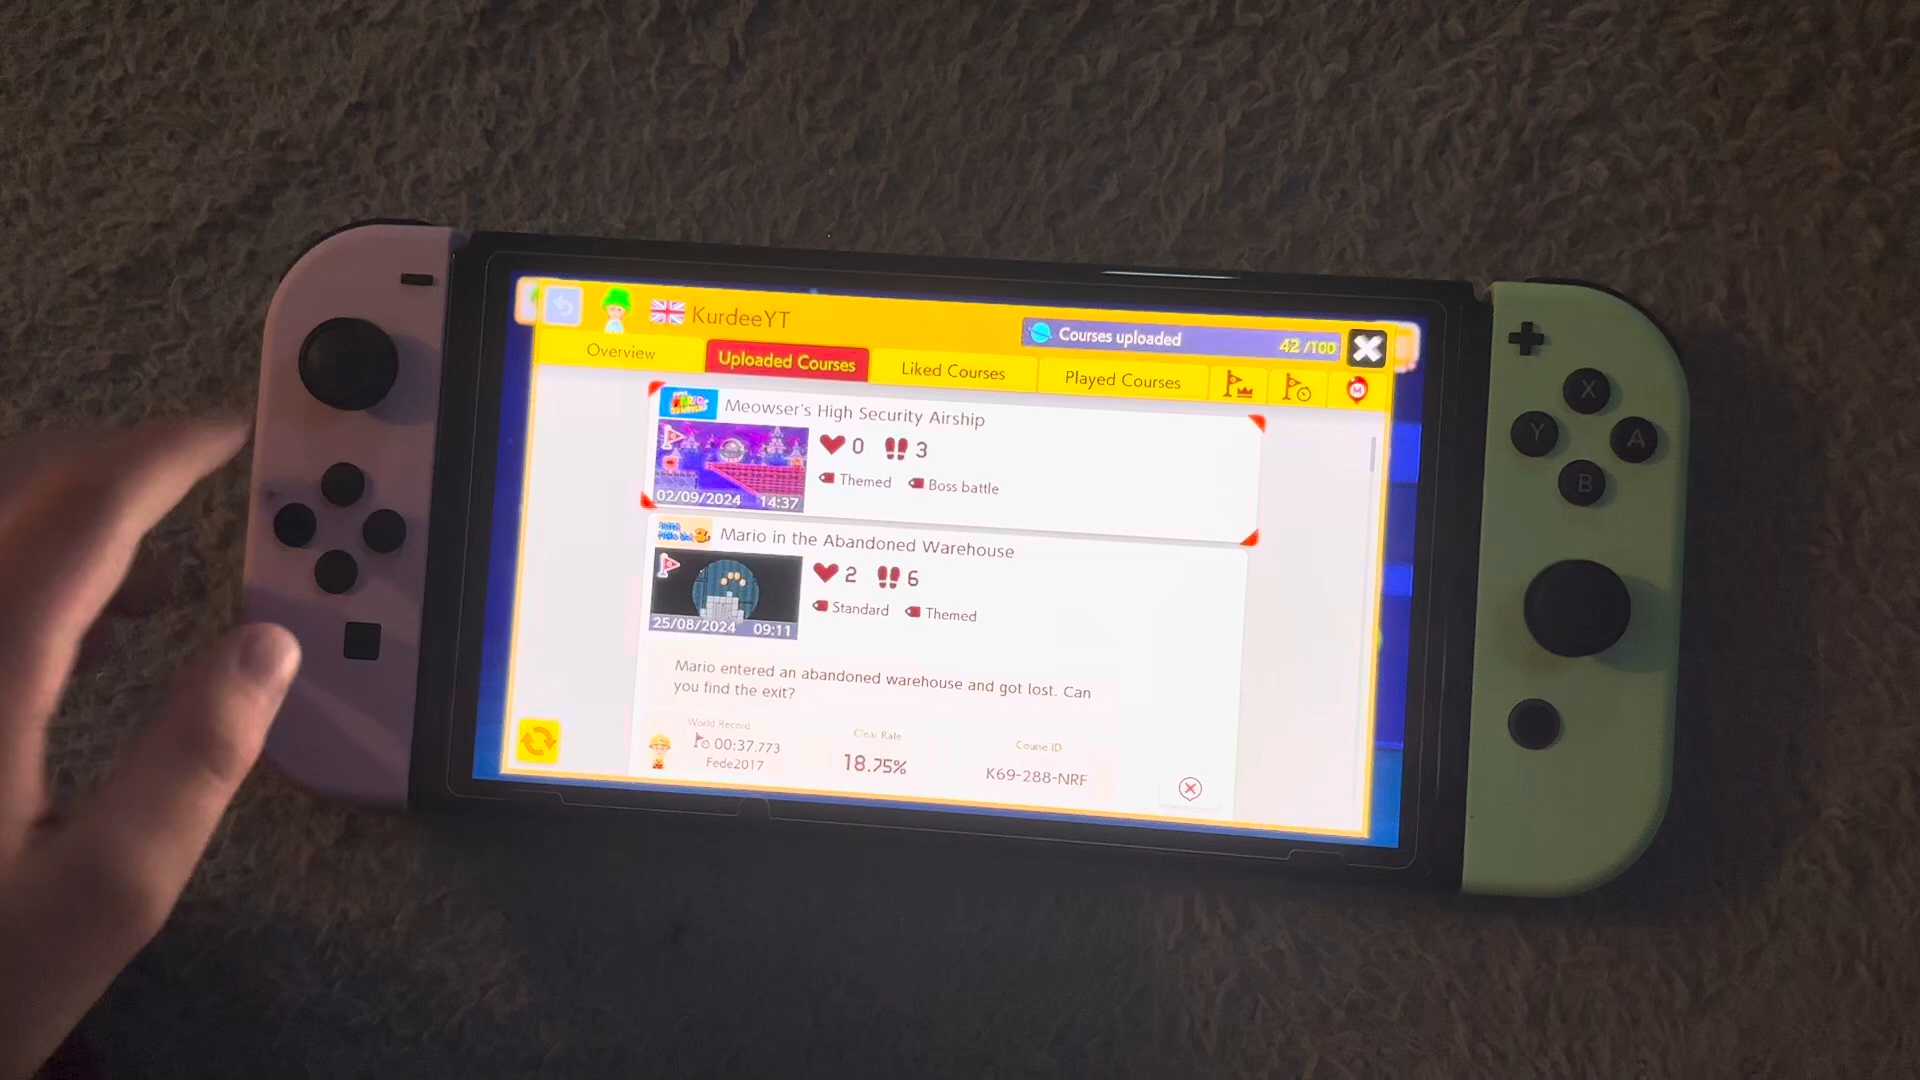 KurdeeYT
Courses uploaded 42/100
Overview
Uploaded Courses
Liked Courses
Played Courses
Meowser's High Security Airship
0 3
Themed Boss battle
02/09/2024 14:37
Mario in the Abandoned Warehouse
2 6
Standard Themed
25/08/2024 09:11
Mario entered an abandoned warehouse and got lost. Can
you find the exit?
World Record
00:37.773
Fede2017
Clear Rate
18.75%
Course ID
K69-288-NRF
X
Y
A
B
M